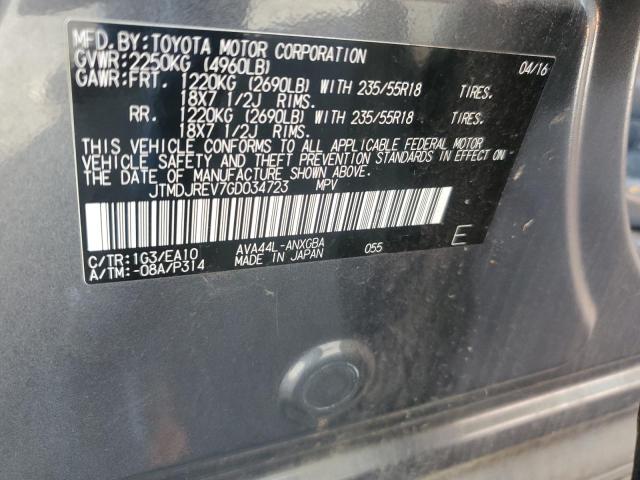 MFD. BY: TOYOTA MOTOR CORPORATION 04/16
GVWR: 2250KG (4960LB)
GAWR: FRT. 1220KG (2690LB) WITH 235/55R18 TIRES.
18X7 1/2J RIMS.
RR. 1220KG (2690LB) WITH 235/55R18 TIRES.
18X7 1/2J RIMS.
THIS VEHICLE CONFORMS TO ALL APPLICABLE FEDERAL MOTOR
VEHICLE SAFETY AND THEFT PREVENTION STANDARDS IN EFFECT ON
THE DATE OF MANUFACTURE SHOWN ABOVE.
JTMDJREV7GD034723 MPV
C/TR: 1G3/EA10 AVA44L-ANXGBA 055 E
A/TM: -08A/P314 MADE IN JAPAN